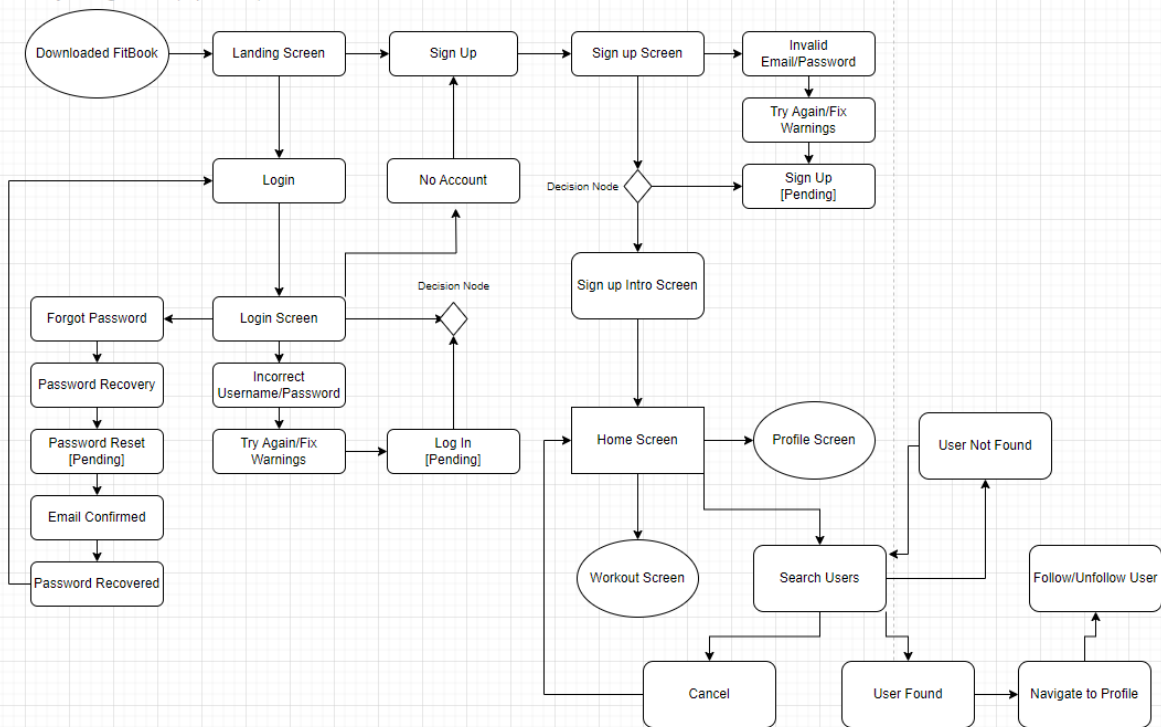 Downloaded FitBook
Landing Screen
Sign Up
Sign up Screen
Invalid
Email/Password
Try Again/Fix
Warnings
Login
No Account
Decision Node
Sign Up
[Pending]
Sign up Intro Screen
Decision Node
Forgot Password
Login Screen
Password Recovery
Incorrect
Username/Password
Password Reset
[Pending]
Try Again/Fix
Warnings
Log In
[Pending]
Home Screen
Profile Screen
User Not Found
Email Confirmed
Password Recovered
Workout Screen
Search Users
Follow/Unfollow User
Cancel
User Found
Navigate to Profile